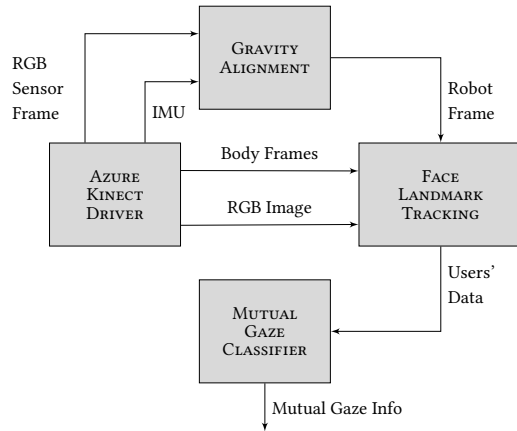 GRAVITY
ALIGNMENT
RGB
Sensor
Frame
IMU
Robot
Frame
AZURE
KINECT
DRIVER
Body Frames
RGB Image
FACE
LANDMARK
TRACKING
Users'
Data
MUTUAL
GAZE
CLASSIFIER
Mutual Gaze Info